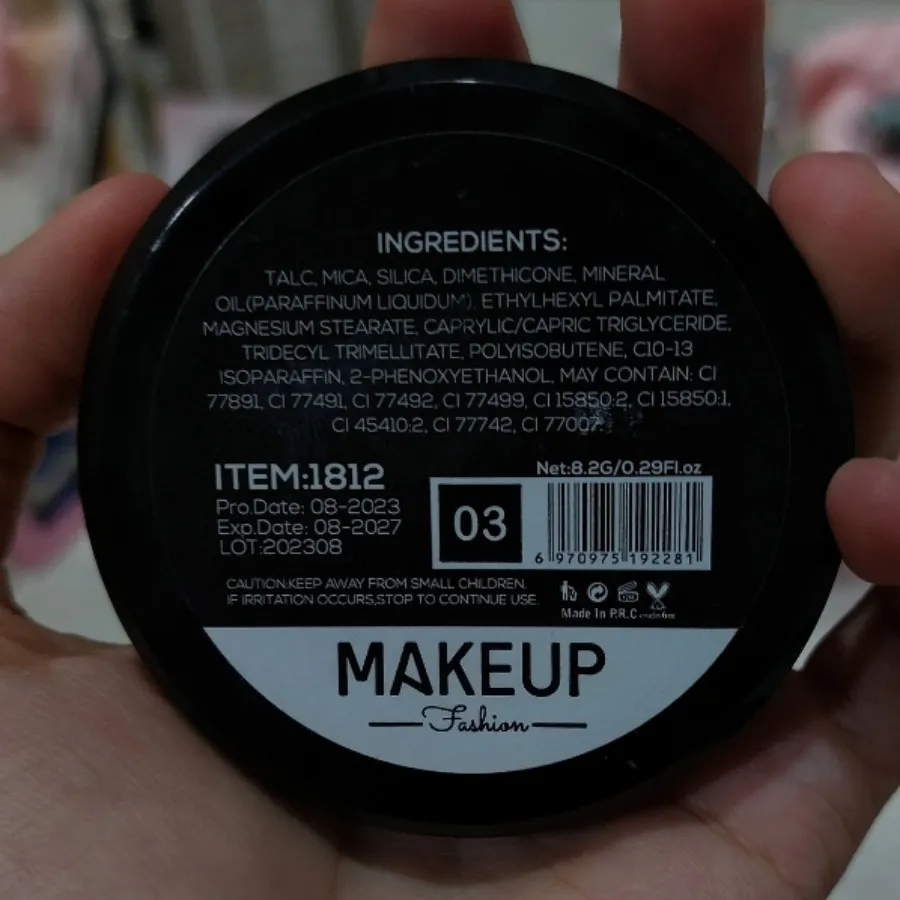 INGREDIENTS:
TALC, MICA, SILICA, DIMETHICONE, MINERAL
OIL(PARAFFINUM LIQUIDUM), ETHYLHEXYL PALMITATE,
MAGNESIUM STEARATE, CAPRYLIC/CAPRIC TRIGLYCERIDE,
TRIDECYL TRIMELLITATE, POLYISOBUTENE, C10-13
ISOPARAFFIN, 2-PHENOXYETHANOL, MAY CONTAIN: CI
77891, CI 77491, CI 77492, CI 77499, CI 15850:2, CI 15850:1,
CI 45410:2, CI 77742, CI 77007
ITEM:1812
Pro.Date: 08-2023
Exp.Date: 08-2027
LOT:202308
Net:8.2G/0.29Fl.oz
03
6 970975 192281
CAUTION:KEEP AWAY FROM SMALL CHILDREN.
IF IRRITATION OCCURS,STOP TO CONTINUE USE.
Made In P.R.C
MAKEUP
Fashion